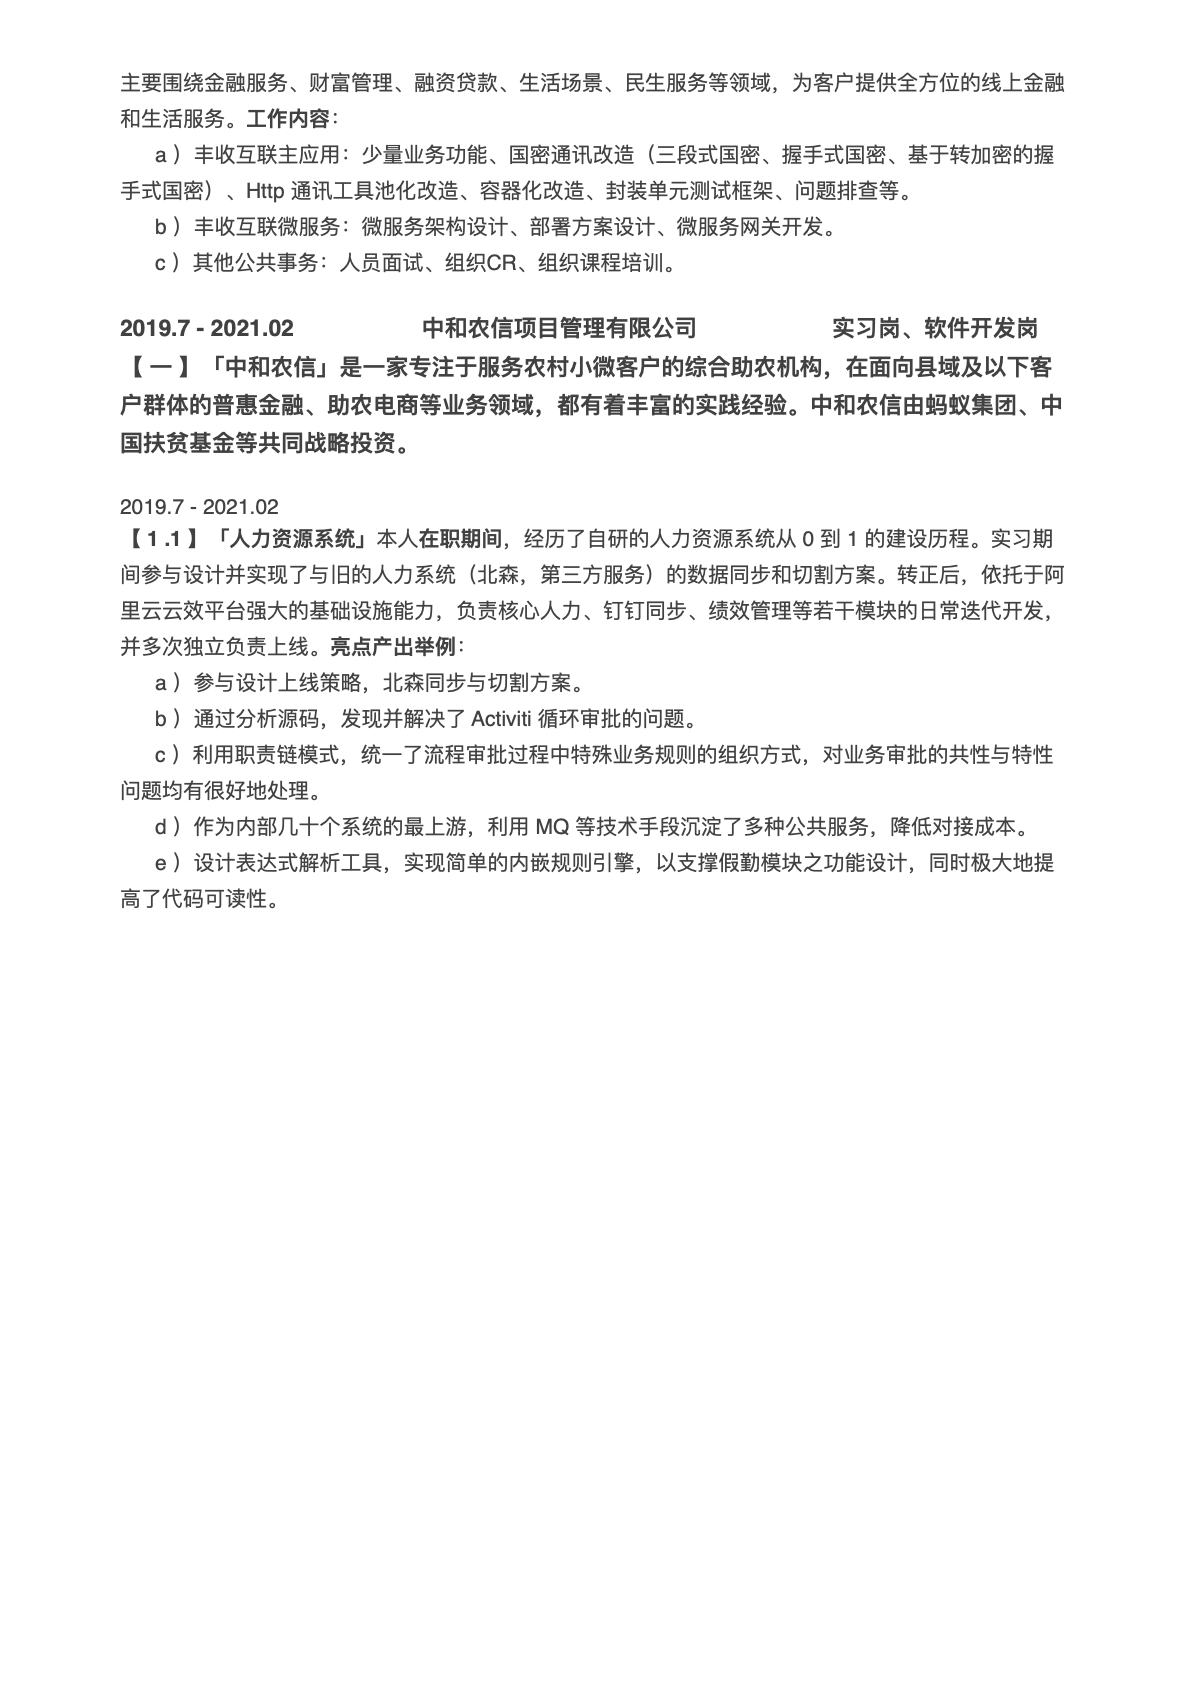 主要围绕金融服务、财富管理、融资贷款、生活场景、民生服务等领域，为客户提供全方位的线上金融
和生活服务。工作内容：
a ）丰收互联主应用：少量业务功能、国密通讯改造（三段式国密、握手式国密、基于转加密的握
手式国密）、Http 通讯工具池化改造、容器化改造、封装单元测试框架、问题排查等。
b ）丰收互联微服务：微服务架构设计、部署方案设计、微服务网关开发。
c ）其他公共事务：人员面试、组织CR、组织课程培训。
2019.7 - 2021.02 中和农信项目管理有限公司 实习岗、软件开发岗
【 一 】「中和农信」是一家专注于服务农村小微客户的综合助农机构，在面向县域及以下客
户群体的普惠金融、助农电商等业务领域，都有着丰富的实践经验。中和农信由蚂蚁集团、中
国扶贫基金等共同战略投资。
2019.7 - 2021.02
【 1 .1 】「人力资源系统」本人在职期间，经历了自研的人力资源系统从 0 到 1 的建设历程。实习期
间参与设计并实现了与旧的人力系统（北森，第三方服务）的数据同步和切割方案。转正后，依托于阿
里云云效平台强大的基础设施能力，负责核心人力、钉钉同步、绩效管理等若干模块的日常迭代开发，
并多次独立负责上线。亮点产出举例：
a ）参与设计上线策略，北森同步与切割方案。
b ）通过分析源码，发现并解决了 Activiti 循环审批的问题。
c ）利用职责链模式，统一了流程审批过程中特殊业务规则的组织方式，对业务审批的共性与特性
问题均有很好地处理。
d ）作为内部几十个系统的最上游，利用 MQ 等技术手段沉淀了多种公共服务，降低对接成本。
e ）设计表达式解析工具，实现简单的内嵌规则引擎，以支撑假勤模块之功能设计，同时极大地提
高了代码可读性。